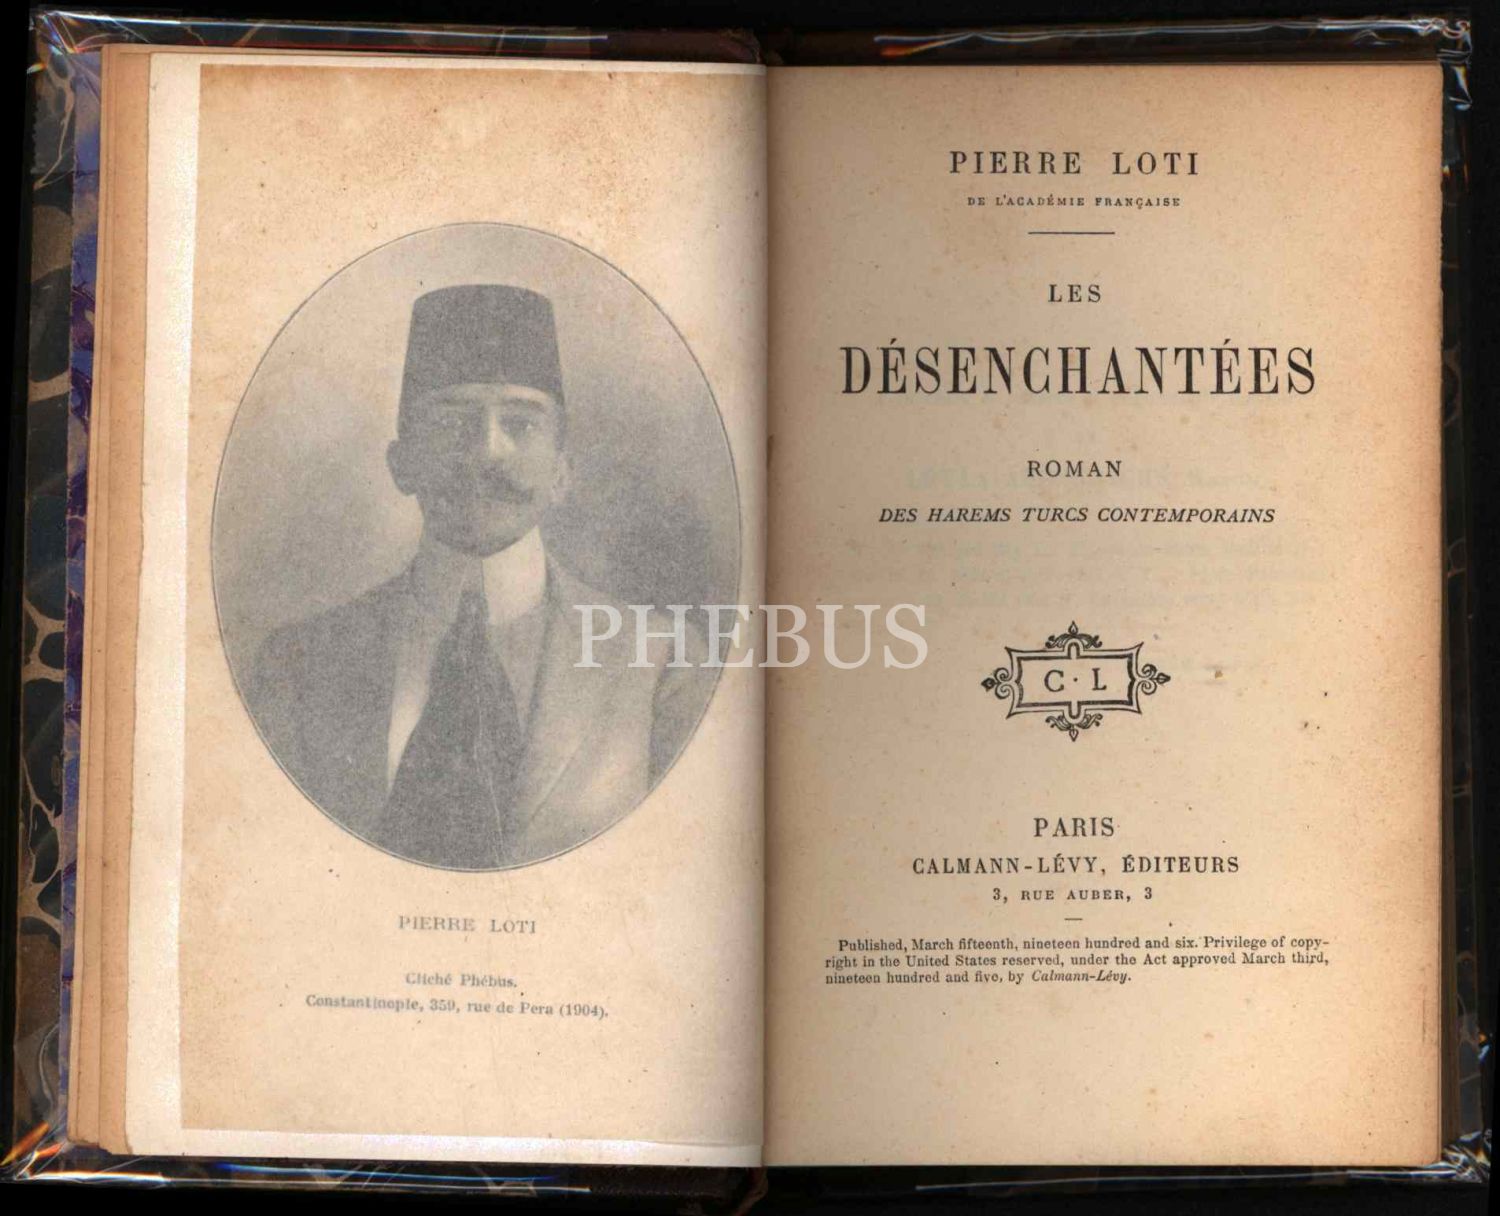 PIERRE LOTI
Cliché Phébus.
Constantinople, 359, rue de Pera (1904).
PHEBUS
PIERRE LOTI
DE L'ACADÉMIE FRANÇAISE
LES
DÉSENCHANTÉES
ROMAN
DES HAREMS TURCS CONTEMPORAINS
C · L
PARIS
CALMANN-LÉVY, ÉDITEURS
3, RUE AUBER, 3
Published, March fifteenth, nineteen hundred and six. Privilege of copy-
right in the United States reserved, under the Act approved March third,
nineteen hundred and five, by Calmann-Lévy.